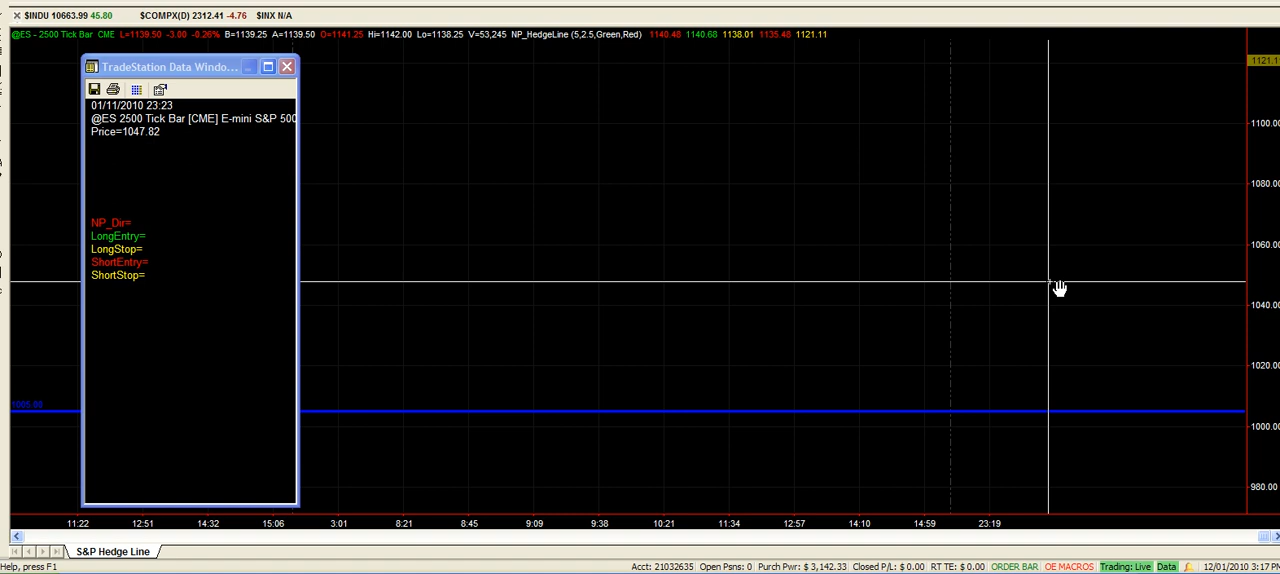 $INDU 10663.99 45.80 $COMPX(D) 2312.41 -4.76 $INX N/A
@ES - 2500 Tick Bar CME L=1139.50 -3.00 -0.26% B=1139.25 A=1139.50 O=1141.25 Hi=1142.00 Lo=1138.25 V=53,245 NP_HedgeLine (5,2.5,Green,Red) 1140.48 1140.68 1138.01 1135.48 1121.11
TradeStation Data Windo...
01/11/2010 23:23
@ES 2500 Tick Bar [CME] E-mini S&P 500
Price=1047.82
NP_Dir=
LongEntry=
LongStop=
ShortEntry=
ShortStop=
1121.1
1100.00
1080.00
1060.00
1040.00
1020.00
1005.00
1000.00
980.00
11:22 12:51 14:32 15:06 3:01 8:21 8:45 9:09 9:38 10:21 11:34 12:57 14:10 14:59 23:19
S&P Hedge Line
Help, press F1 Acct: 21032635 Open Psns: 0 Purch Pwr: $ 3,142.33 Closed P/L: $ 0.00 RT TE: $ 0.00 ORDER BAR OE MACROS Trading: Live Data 12/01/2010 3:17 PM